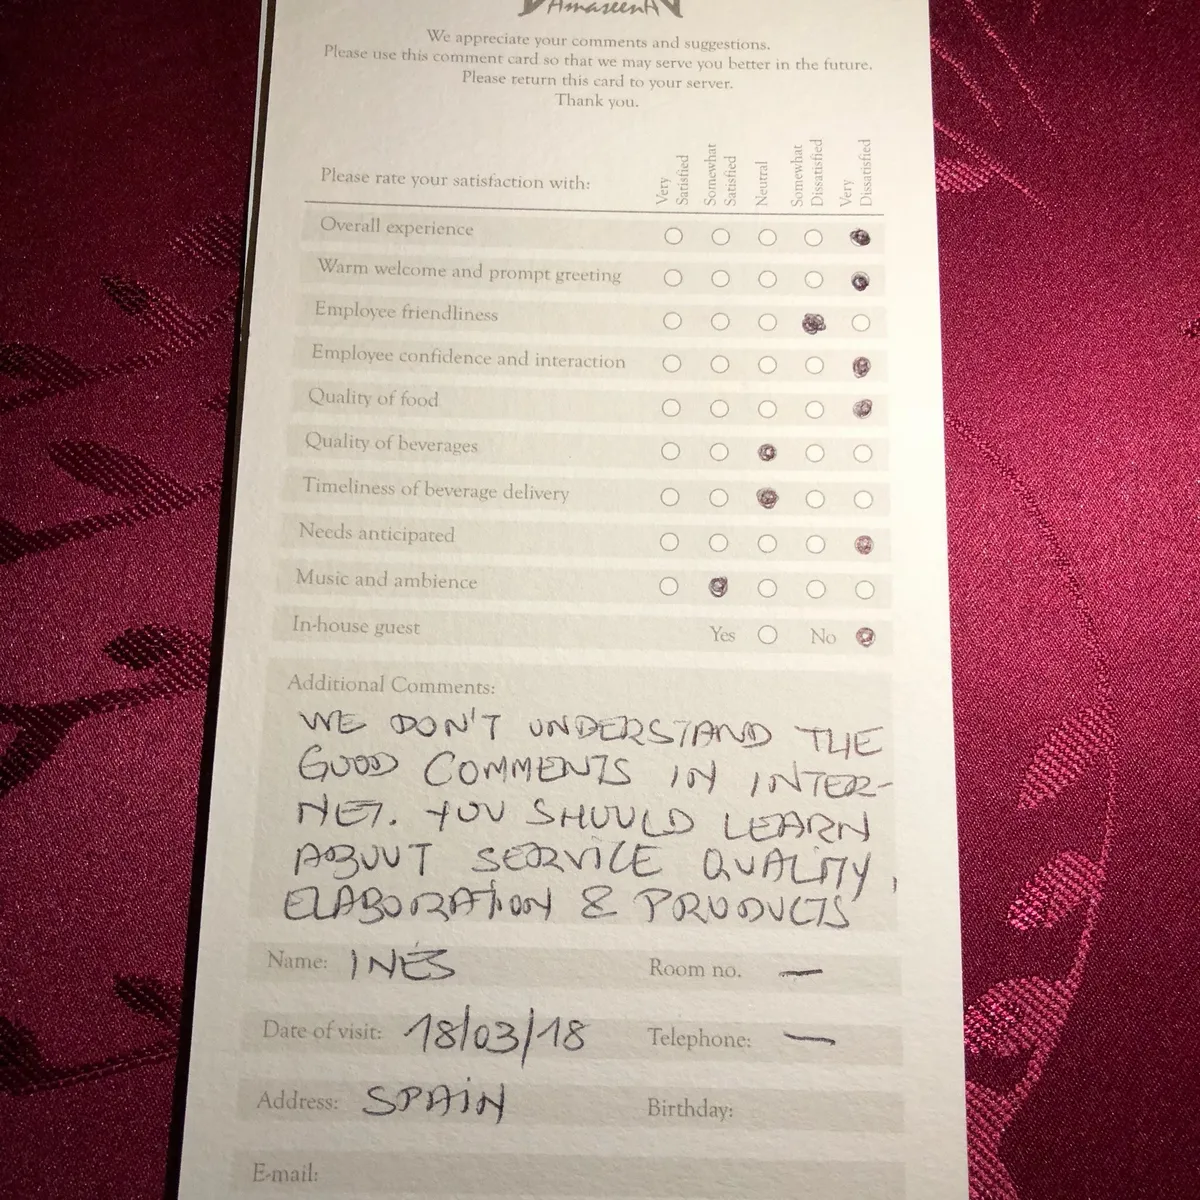 AmaseenA
We appreciate your comments and suggestions.
Please use this comment card so that we may serve you better in the future.
Please return this card to your server.
Thank you.
Please rate your satisfaction with:
Very Satisfied
Somewhat Satisfied
Neutral
Somewhat Dissatisfied
Very Dissatisfied
Overall experience
Warm welcome and prompt greeting
Employee friendliness
Employee confidence and interaction
Quality of food
Quality of beverages
Timeliness of beverage delivery
Needs anticipated
Music and ambience
In-house guest Yes No
Additional Comments:
WE DON'T UNDERSTAND THE
GOOD COMMENTS IN INTER-
NET. YOU SHOULD LEARN
ABOUT SERVICE QUALITY,
ELABORATION & PRODUCTS
Name: INÉS Room no. —
Date of visit: 18/03/18 Telephone: —
Address: SPAIN Birthday:
E-mail: